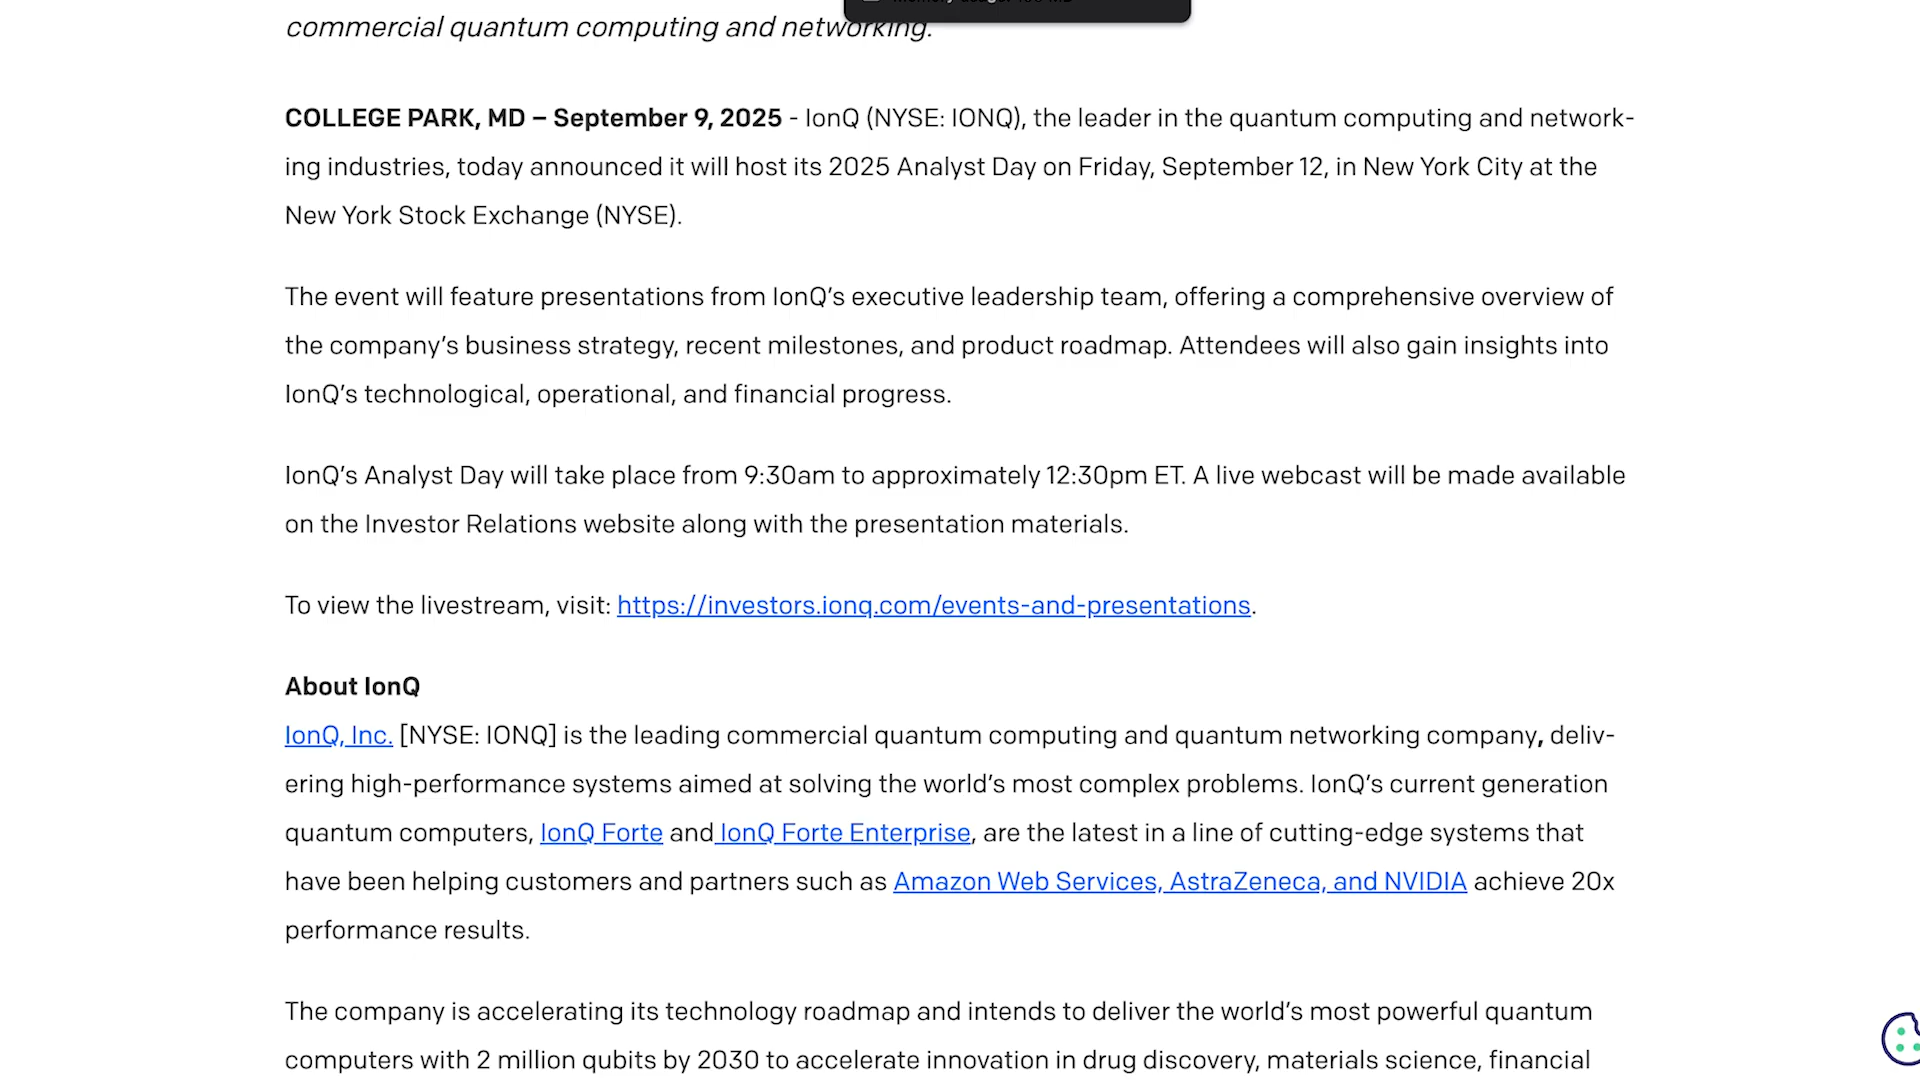 commercial quantum computing and networking.
COLLEGE PARK, MD – September 9, 2025 - IonQ (NYSE: IONQ), the leader in the quantum computing and network-
ing industries, today announced it will host its 2025 Analyst Day on Friday, September 12, in New York City at the
New York Stock Exchange (NYSE).
The event will feature presentations from IonQ’s executive leadership team, offering a comprehensive overview of
the company’s business strategy, recent milestones, and product roadmap. Attendees will also gain insights into
IonQ’s technological, operational, and financial progress.
IonQ’s Analyst Day will take place from 9:30am to approximately 12:30pm ET. A live webcast will be made available
on the Investor Relations website along with the presentation materials.
To view the livestream, visit: https://investors.ionq.com/events-and-presentations.
About IonQ
IonQ, Inc. [NYSE: IONQ] is the leading commercial quantum computing and quantum networking company, deliv-
ering high-performance systems aimed at solving the world’s most complex problems. IonQ’s current generation
quantum computers, IonQ Forte and IonQ Forte Enterprise, are the latest in a line of cutting-edge systems that
have been helping customers and partners such as Amazon Web Services, AstraZeneca, and NVIDIA achieve 20x
performance results.
The company is accelerating its technology roadmap and intends to deliver the world’s most powerful quantum
computers with 2 million qubits by 2030 to accelerate innovation in drug discovery, materials science, financial